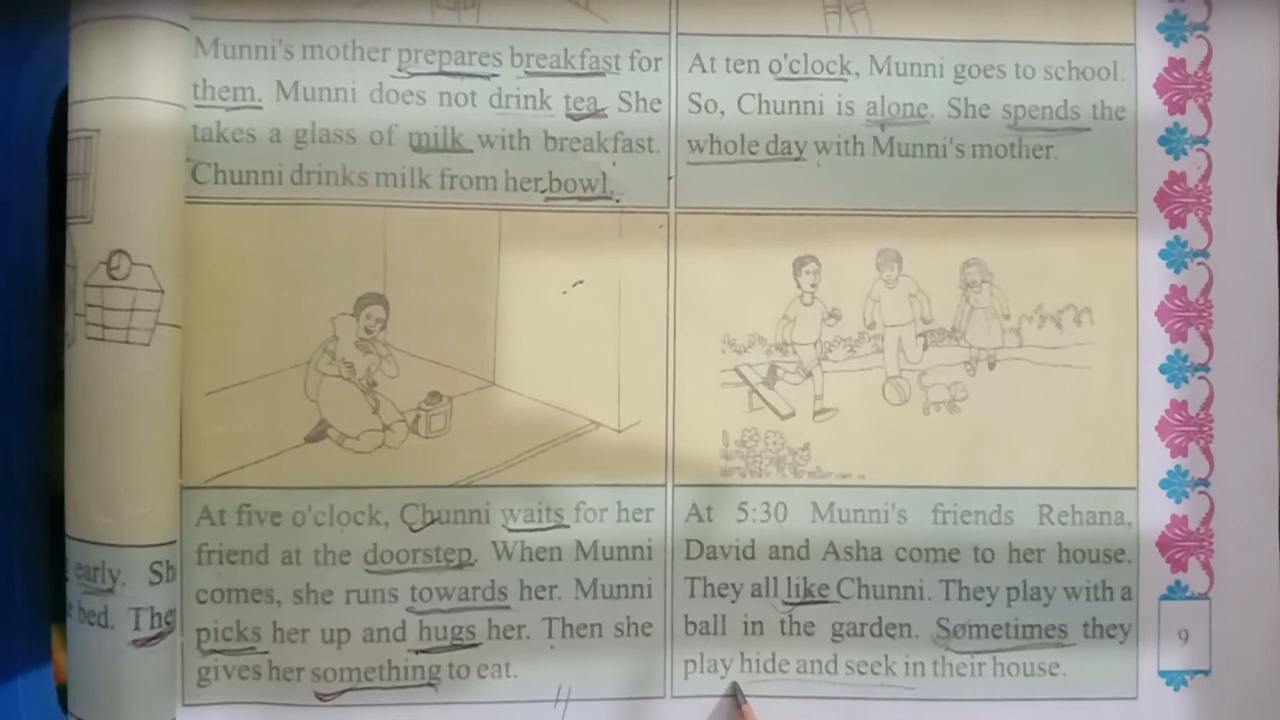 Munni's mother prepares breakfast for
them. Munni does not drink tea. She
takes a glass of milk with breakfast.
Chunni drinks milk from her bowl.
At ten o'clock, Munni goes to school.
So, Chunni is alone. She spends the
whole day with Munni's mother.
early. Sh
bed. The
At five o'clock, Chunni waits for her
friend at the doorstep. When Munni
comes, she runs towards her. Munni
picks her up and hugs her. Then she
gives her something to eat.
At 5:30 Munni's friends Rehana,
David and Asha come to her house.
They all like Chunni. They play with a
ball in the garden. Sometimes they
play hide and seek in their house.
9